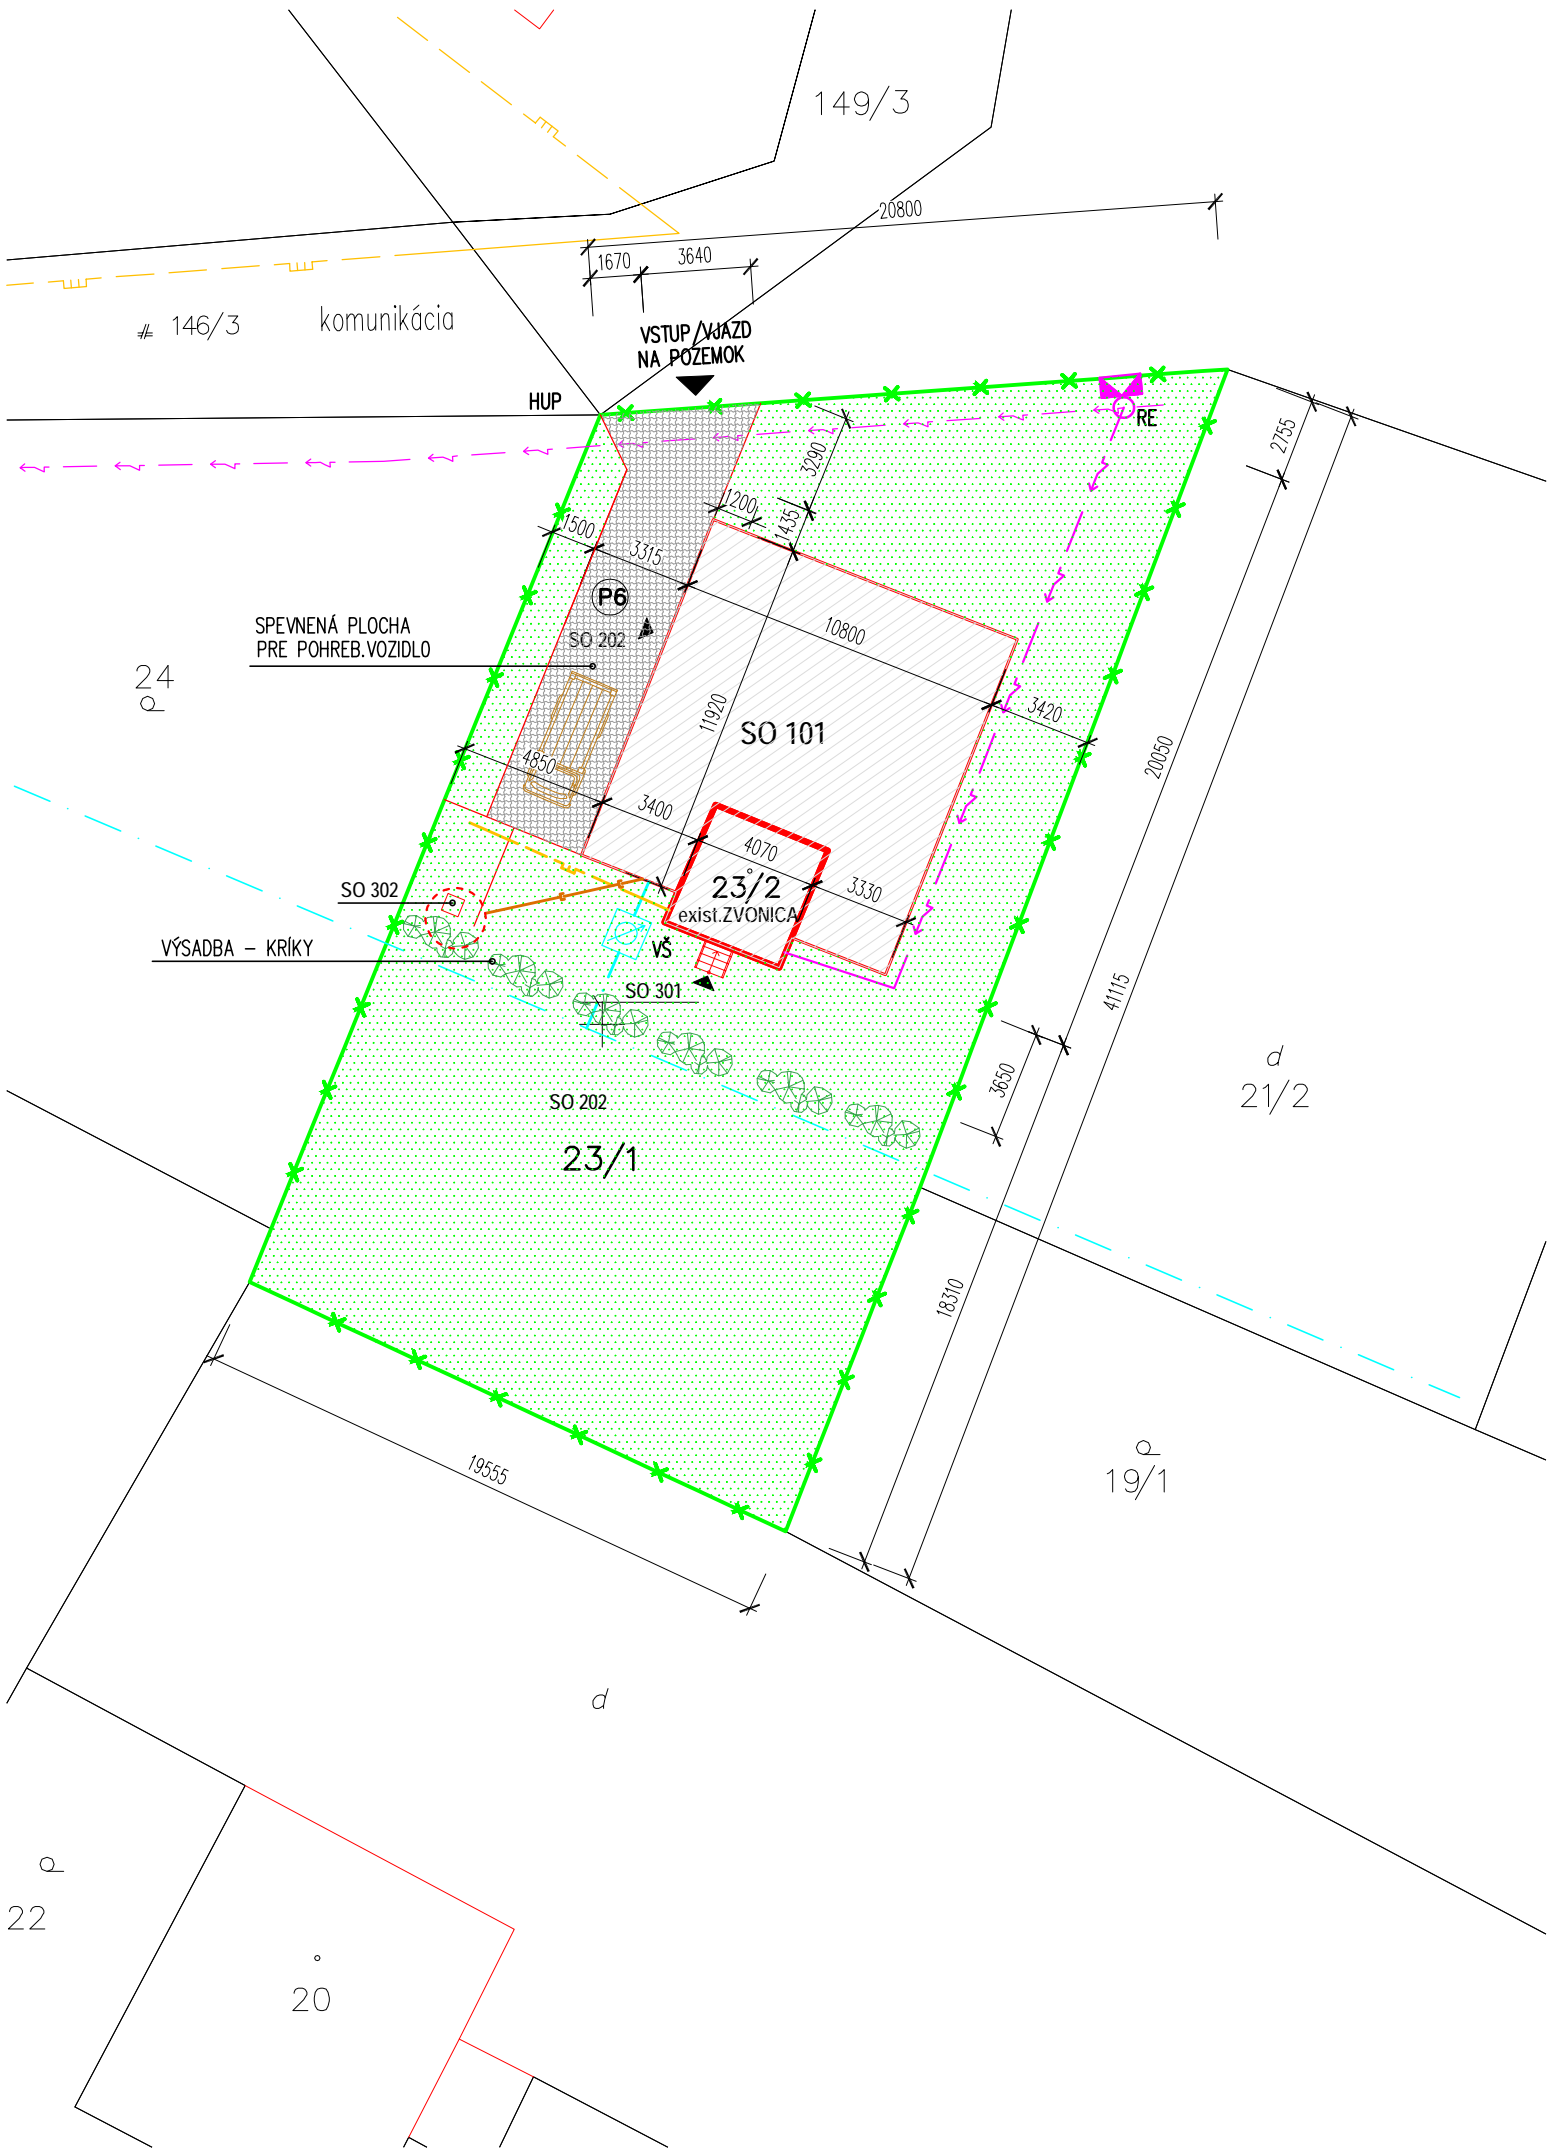 149/3
20800
1670
3640
# 146/3
komunikácia
VSTUP/VJAZD
NA POZEMOK
HUP
RE
2755
3290
1200
1435
1500
3315
P6
SPEVNENÁ PLOCHA
PRE POHREB.VOZIDLO
SO 202
10800
24
11920
SO 101
3420
20050
4850
3400
4070
3330
SO 302
23/2
exist.ZVONICA
VÝSADBA - KRÍKY
VŠ
SO 301
41115
3650
d
21/2
SO 202
23/1
18310
19555
19/1
d
22
20